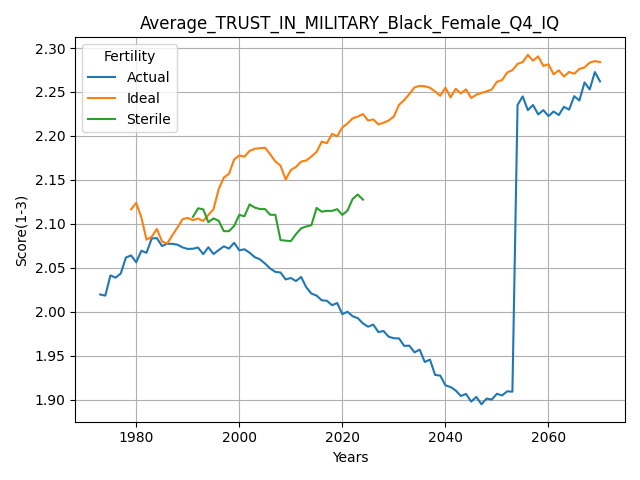 Average_TRUST_IN_MILITARY_Black_Female_Q4_IQ
Fertility
Actual
Ideal
Sterile
Score(1-3)
2.30
2.25
2.20
2.15
2.10
2.05
2.00
1.95
1.90
1980 2000 2020 2040 2060
Years